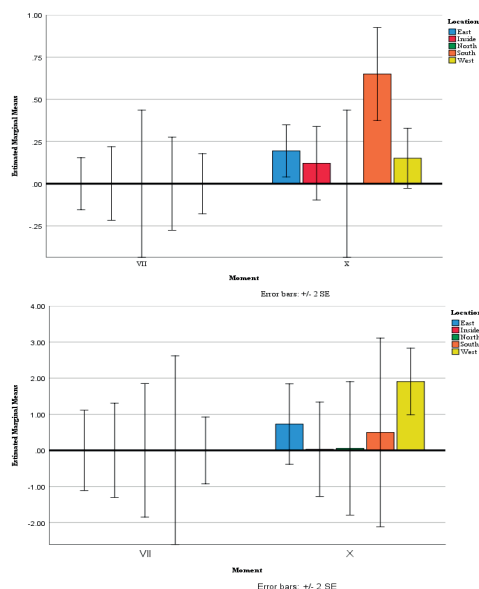 1.00
.75
.50
.25
.00
-.25
Estimated Marginal Means
VII
X
Moment
Error bars: +/- 2 SE
Location
East
Inside
North
South
West
4.00
3.00
2.00
1.00
.00
-1.00
-2.00
Estimated Marginal Means
VII
X
Moment
Error bars: +/- 2 SE
Location
East
Inside
North
South
West